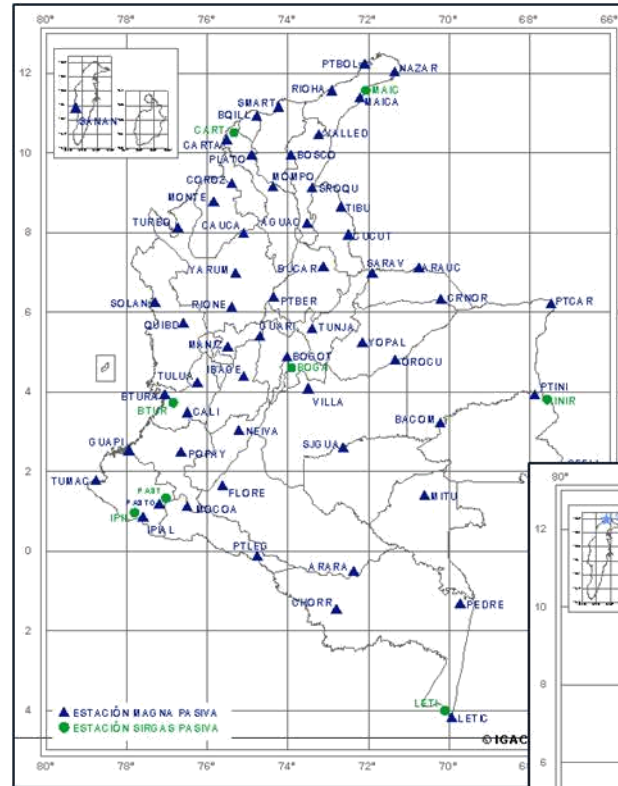 80° 78° 76° 74° 72° 70° 68° 66°
12
10
8
6
4
2
0
2
4
PTBOL
NAZAR
RIOHA
MAIC
MAICA
SMART
BQILL
SANAN
CART
CARTA
VALLED
PLATO
BOSCO
COROZ
MOMPO
SROQU
MONTE
TIBU
TURBO
CAUCA
AGUAC
CUCUT
YARUM
BUCAR
SARAV
ARAUC
SOLAN
RIONE
PTBER
CRNOR
PTCAR
QUIBD
GUARI
TUNJA
MANIZ
BOGOT
YOPAL
BOGA
OROCU
TULUA
IBAGE
VILLA
BTURA
PTINI
BTUR
CALI
INIR
BACOM
GUAPI
NEIVA
SJGUA
POPAY
TUMAC
FLORE
PAST
PASTO
MITU
IPIL
MOCOA
IPIAL
PTLEG
ARARA
CHORR
PEDRE
LETI
LETIC
▲ ESTACIÓN MAGNA PASIVA
● ESTACIÓN SIRGAS PASIVA
© IGAC
80° 78° 76° 74° 72° 70°
80°
12
10
8
6